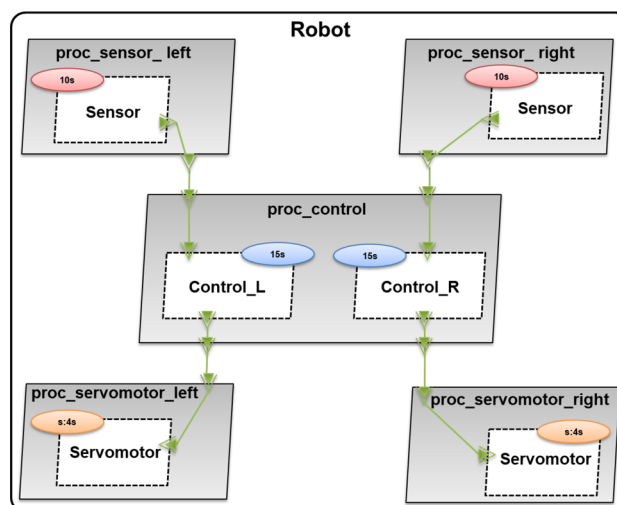 Robot
proc_sensor_ left
10s
Sensor
proc_sensor_ right
10s
Sensor
proc_control
15s
Control_L
15s
Control_R
proc_servomotor_left
s:4s
Servomotor
proc_servomotor_right
s:4s
Servomotor